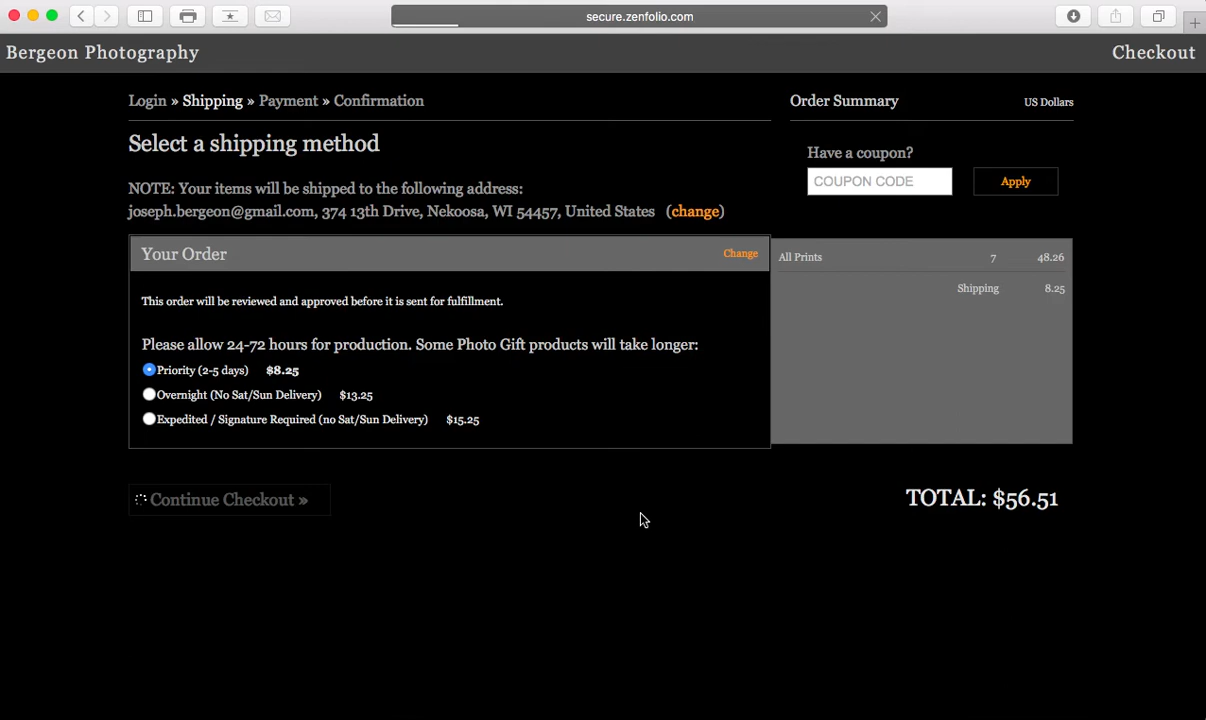 secure.zenfolio.com
Bergeon Photography
Checkout
Login » Shipping » Payment » Confirmation
Order Summary
US Dollars
Select a shipping method
Have a coupon?
COUPON CODE
Apply
NOTE: Your items will be shipped to the following address:
joseph.bergeon@gmail.com, 374 13th Drive, Nekoosa, WI 54457, United States (change)
Your Order
Change
All Prints 7 48.26
Shipping 8.25
This order will be reviewed and approved before it is sent for fulfillment.
Please allow 24-72 hours for production. Some Photo Gift products will take longer:
Priority (2-5 days) $8.25
Overnight (No Sat/Sun Delivery) $13.25
Expedited / Signature Required (no Sat/Sun Delivery) $15.25
Continue Checkout »
TOTAL: $56.51